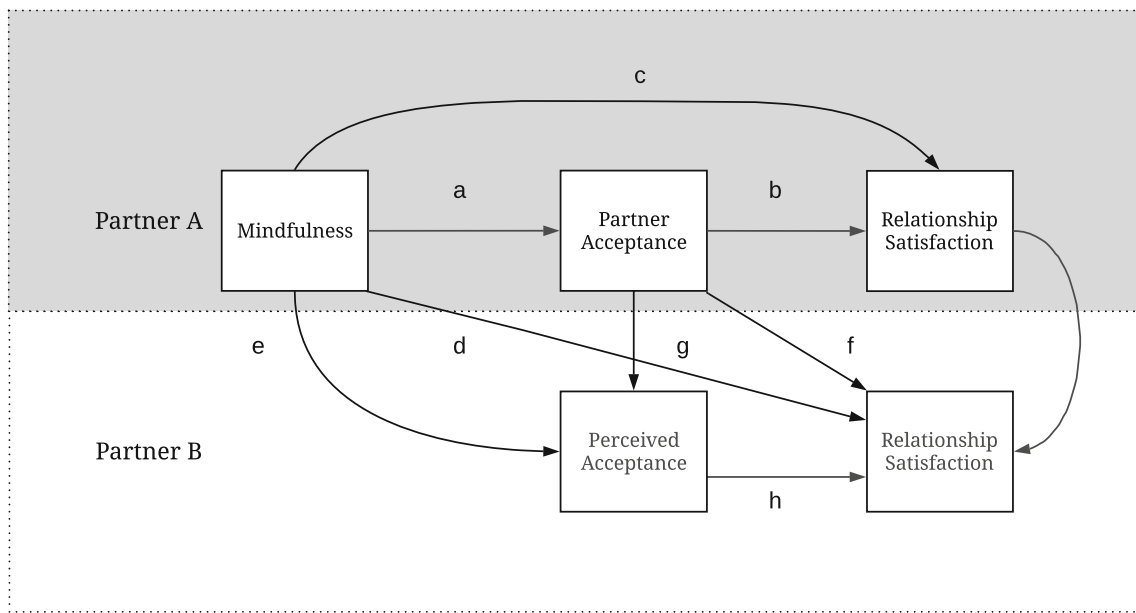 c
a
b
Partner A
Mindfulness
Partner
Acceptance
Relationship
Satisfaction
e
d
g
f
Partner B
Perceived
Acceptance
Relationship
Satisfaction
h